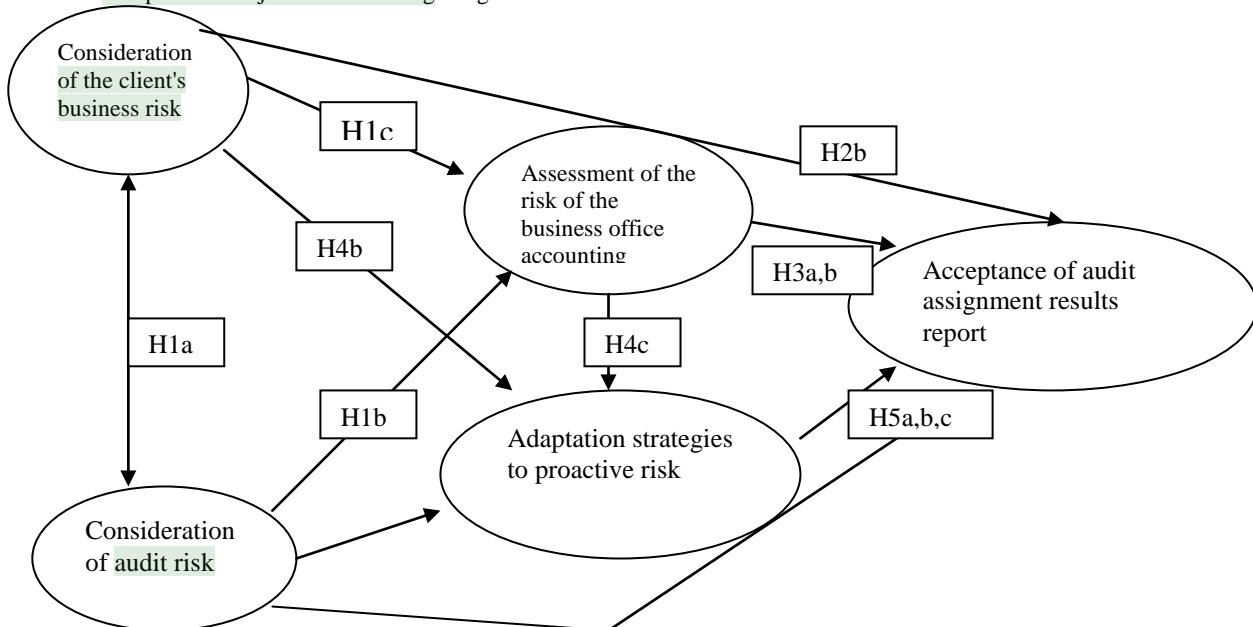 Consideration
of the client's
business risk
H1c
H2b
Assessment of the
risk of the
business office
accounting
H4b
H3a,b
Acceptance of audit
assignment results
report
H1a
H4c
H1b
H5a,b,c
Adaptation strategies
to proactive risk
Consideration
of audit risk